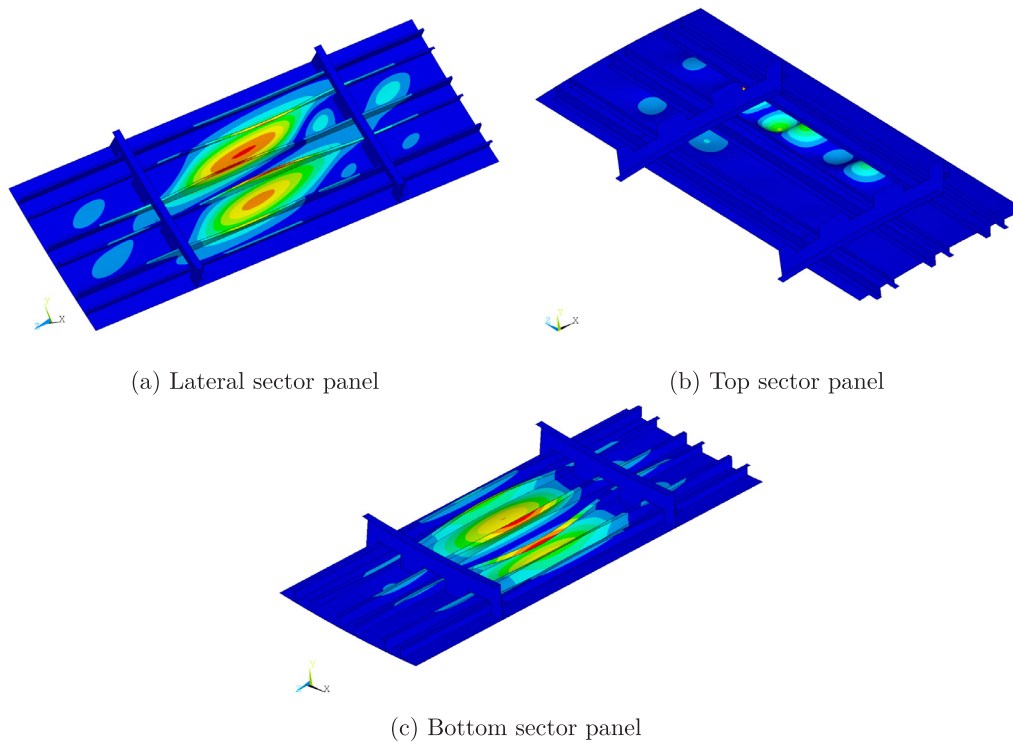 Y
Z X
(a) Lateral sector panel
Y
Z X
(b) Top sector panel
Y
Z X
(c) Bottom sector panel